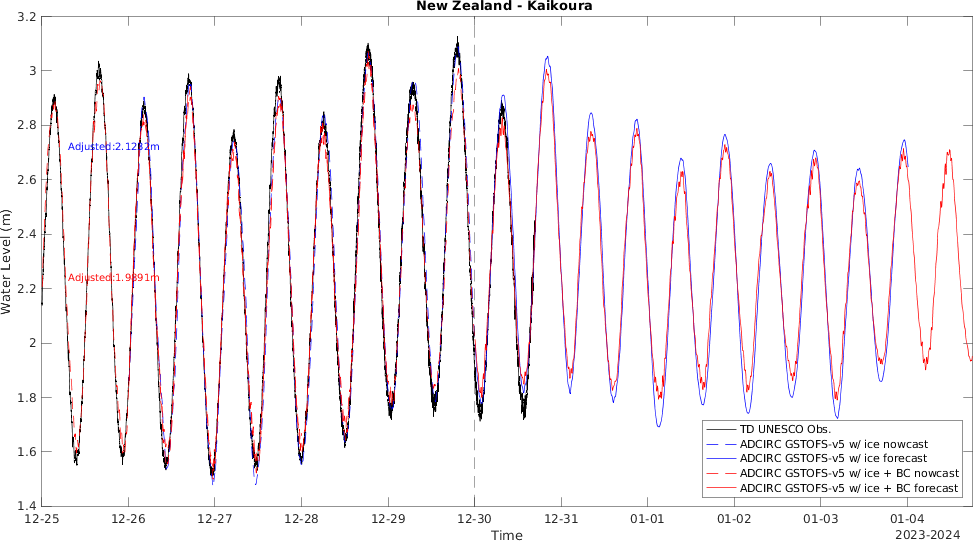 New Zealand - Kaikoura
3.2
3
2.8
2.6
2.4
2.2
2
1.8
1.6
1.4
Water Level (m)
Adjusted:2.1282m
Adjusted:1.9891m
TD UNESCO Obs.
ADCIRC GSTOFS-v5 w/ ice nowcast
ADCIRC GSTOFS-v5 w/ ice forecast
ADCIRC GSTOFS-v5 w/ ice + BC nowcast
ADCIRC GSTOFS-v5 w/ ice + BC forecast
12-25 12-26 12-27 12-28 12-29 12-30 12-31 01-01 01-02 01-03 01-04
Time
2023-2024